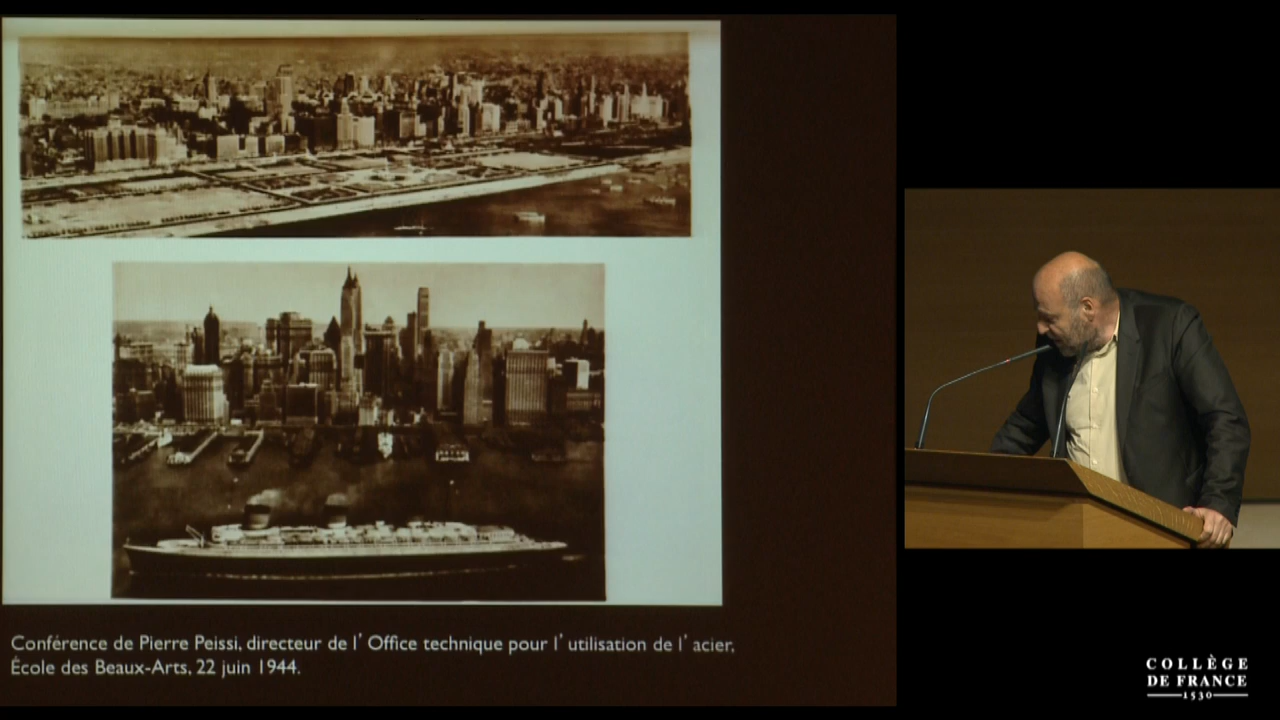 Conférence de Pierre Peissi, directeur de l' Office technique pour l' utilisation de l' acier,
École des Beaux-Arts, 22 juin 1944.
COLLÈGE
DE FRANCE
1530